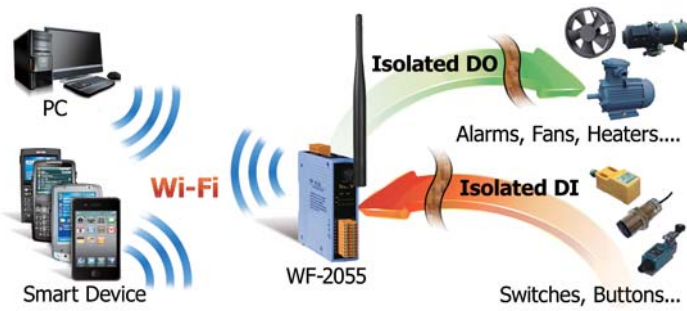 PC
Wi-Fi
Smart Device
WF-2055
Isolated DO
Alarms, Fans, Heaters....
Isolated DI
Switches, Buttons...